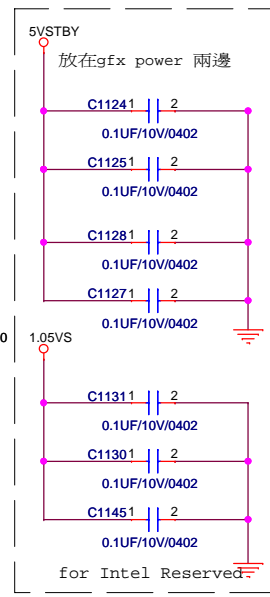 5VSTBY
放在gfx power 兩邊
C1124 1 2
0.1UF/10V/0402
C1125 1 2
0.1UF/10V/0402
C1128 1 2
0.1UF/10V/0402
C1127 1 2
0.1UF/10V/0402
0
1.05VS
C1131 1 2
0.1UF/10V/0402
C1130 1 2
0.1UF/10V/0402
C1145 1 2
0.1UF/10V/0402
for Intel Reserved